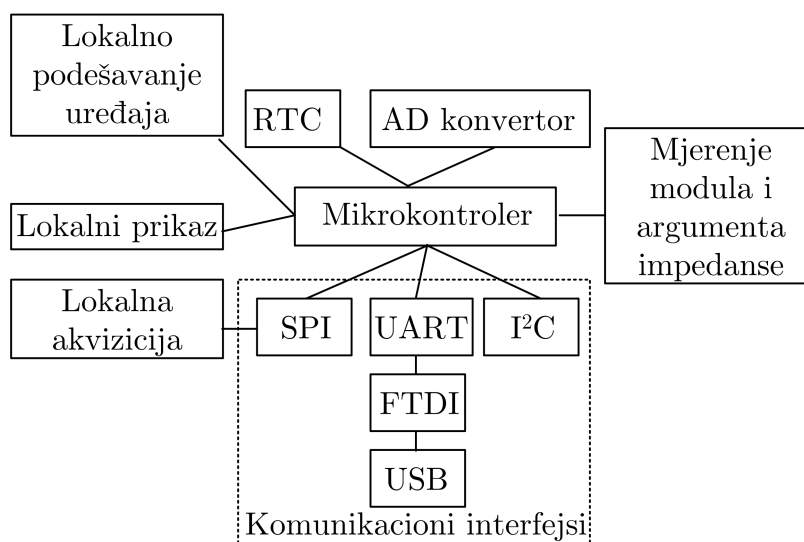 Lokalno
podešavanje
uređaja
RTC
AD konvertor
Mjerenje
modula i
argumenta
impedanse
Mikrokontroler
Lokalni prikaz
Lokalna
akvizicija
SPI
UART
I²C
FTDI
USB
Komunikacioni interfejsi